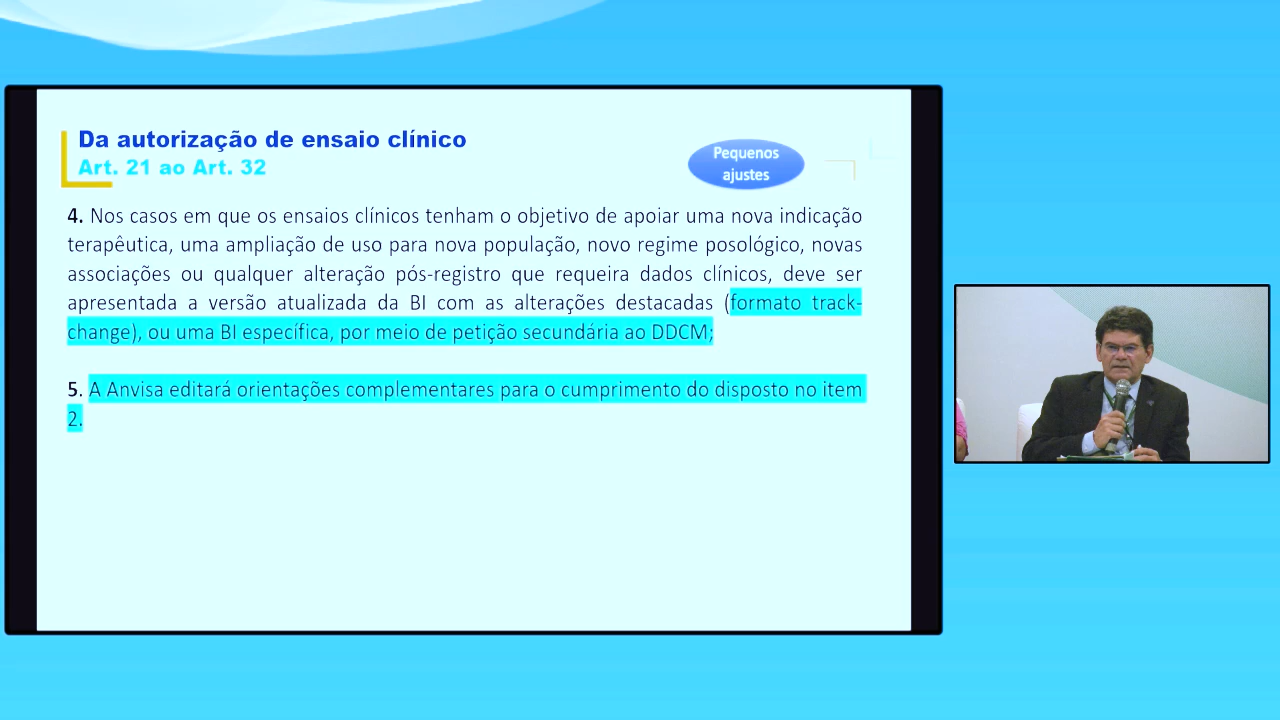 Da autorização de ensaio clínico
Art. 21 ao Art. 32
Pequenos
ajustes
4. Nos casos em que os ensaios clínicos tenham o objetivo de apoiar uma nova indicação
terapêutica, uma ampliação de uso para nova população, novo regime posológico, novas
associações ou qualquer alteração pós-registro que requeira dados clínicos, deve ser
apresentada a versão atualizada da BI com as alterações destacadas (formato track-
change), ou uma BI específica, por meio de petição secundária ao DDCM;
5. A Anvisa editará orientações complementares para o cumprimento do disposto no item
2.